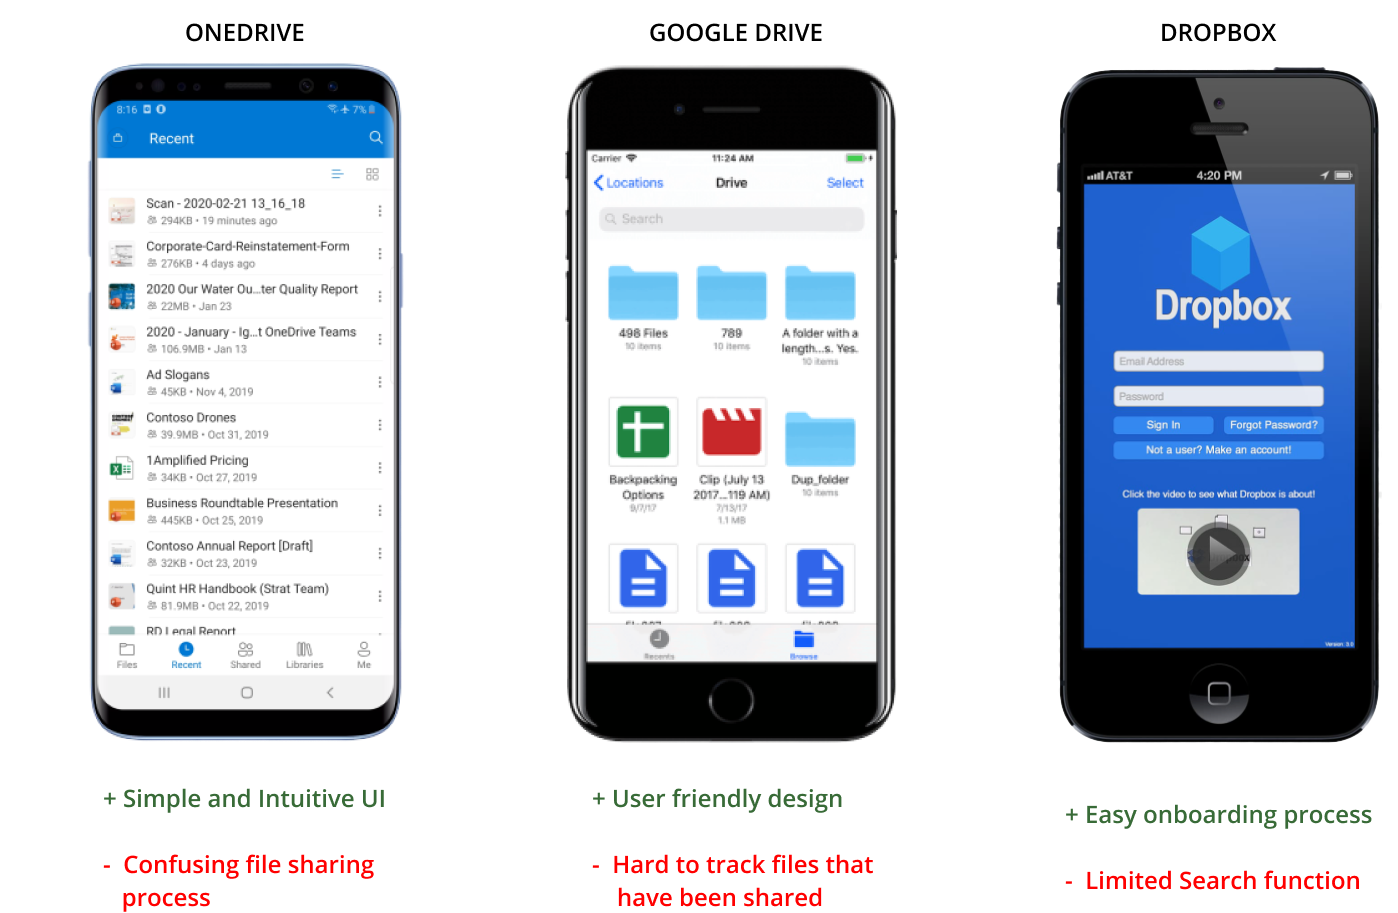 ONEDRIVE
8:16 7%
Recent
Scan - 2020-02-21 13_16_18
294KB • 19 minutes ago
Corporate-Card-Reinstatement-Form
276KB • 4 days ago
2020 Our Water Ou...ter Quality Report
22MB • Jan 23
2020 - January - Ig...t OneDrive Teams
106.9MB • Jan 13
Ad Slogans
45KB • Nov 4, 2019
Contoso Drones
39.9MB • Oct 31, 2019
1Amplified Pricing
34KB • Oct 27, 2019
Business Roundtable Presentation
445KB • Oct 25, 2019
Contoso Annual Report [Draft]
32KB • Oct 23, 2019
Quint HR Handbook (Strat Team)
81.9MB • Oct 22, 2019
RD Legal Report
Files Recent Shared Libraries Me
+ Simple and Intuitive UI
- Confusing file sharing
process
GOOGLE DRIVE
Carrier 11:24 AM
Locations Drive Select
Search
498 Files 789 A folder with a
length...s. Yes.
10 items 10 items 10 items
Backpacking
Options
9/7/17
Clip (July 13
2017...119 AM)
7/13/17
1.1 MB
Dup_folder
10 items
Recents Browse
+ User friendly design
- Hard to track files that
have been shared
DROPBOX
AT&T 4:20 PM
Dropbox
Email Address
Password
Sign In Forgot Password?
Not a user? Make an account!
Click the video to see what Dropbox is about!
+ Easy onboarding process
- Limited Search function